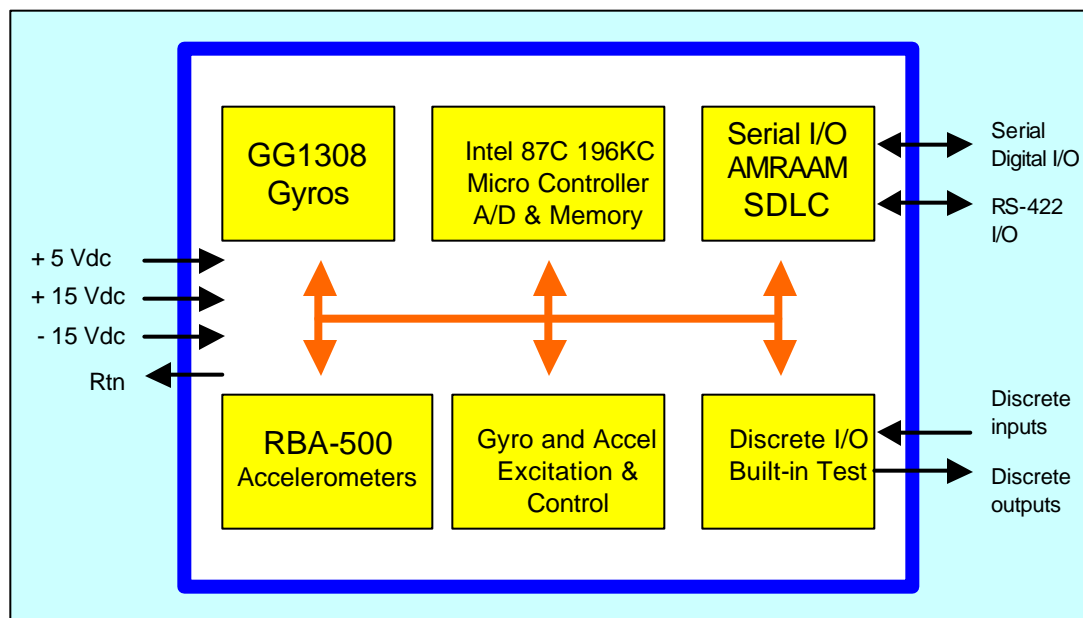 GG1308
Gyros
Intel 87C 196KC
Micro Controller
A/D & Memory
Serial I/O
AMRAAM
SDLC
Serial
Digital I/O
RS-422
I/O
+ 5 Vdc
+ 15 Vdc
- 15 Vdc
Rtn
RBA-500
Accelerometers
Gyro and Accel
Excitation &
Control
Discrete I/O
Built-in Test
Discrete
inputs
Discrete
outputs